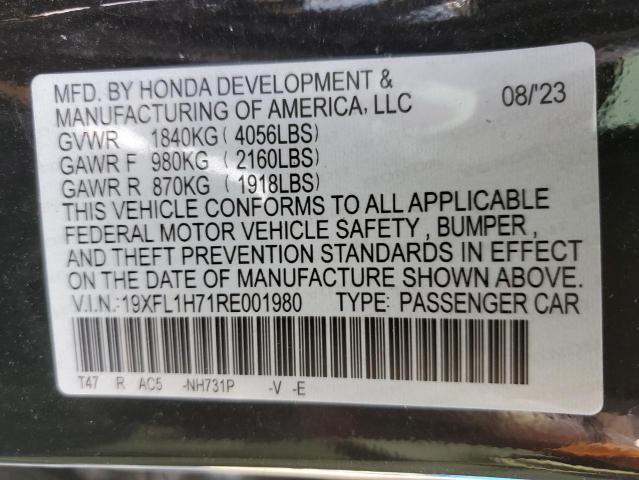 MFD. BY HONDA DEVELOPMENT &
MANUFACTURING OF AMERICA, LLC 08/'23
GVWR 1840KG ( 4056LBS)
GAWR F 980KG ( 2160LBS)
GAWR R 870KG ( 1918LBS)
THIS VEHICLE CONFORMS TO ALL APPLICABLE
FEDERAL MOTOR VEHICLE SAFETY , BUMPER ,
AND THEFT PREVENTION STANDARDS IN EFFECT
ON THE DATE OF MANUFACTURE SHOWN ABOVE.
V.I.N.:19XFL1H71RE001980 TYPE: PASSENGER CAR
T47 R AC5 -NH731P -V -E